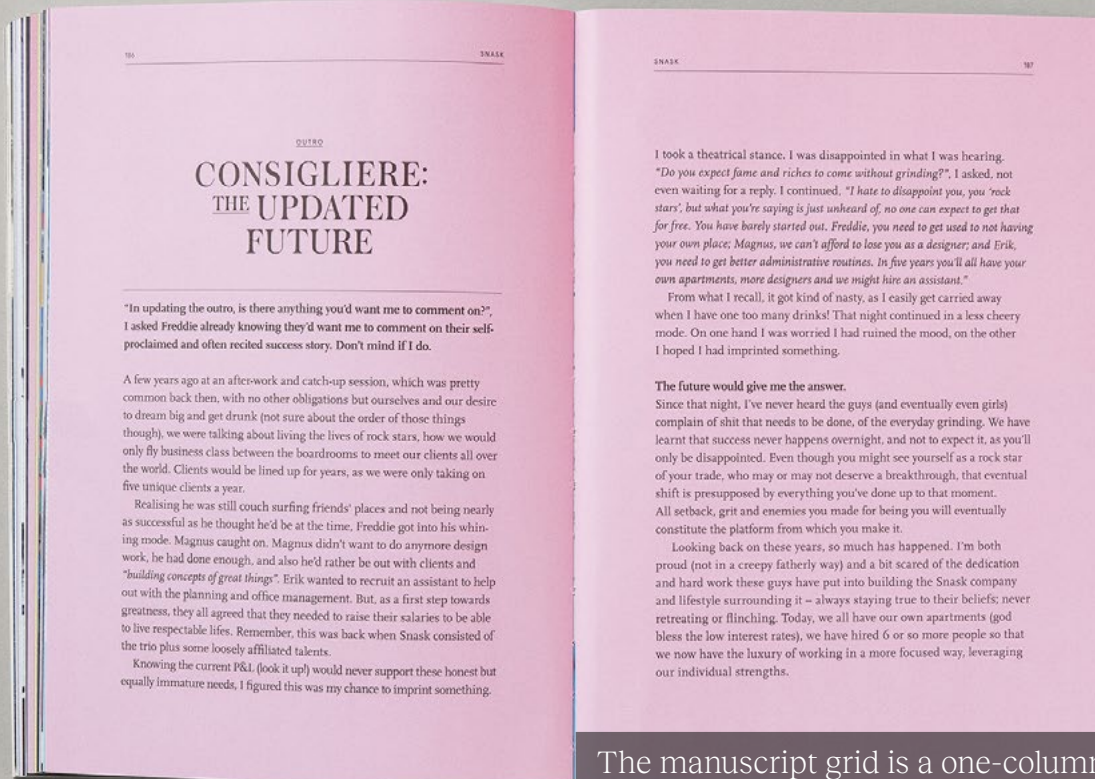 186
SNASK
OUTRO
CONSIGLIERE:
THE UPDATED
FUTURE
"In updating the outro, is there anything you'd want me to comment on?",
I asked Freddie already knowing they'd want me to comment on their self-
proclaimed and often recited success story. Don't mind if I do.
A few years ago at an after-work and catch-up session, which was pretty
common back then, with no other obligations but ourselves and our desire
to dream big and get drunk (not sure about the order of those things
though), we were talking about living the lives of rock stars, how we would
only fly business class between the boardrooms to meet our clients all over
the world. Clients would be lined up for years, as we were only taking on
five unique clients a year.
Realising he was still couch surfing friends' places and not being nearly
as successful as he thought he'd be at the time, Freddie got into his whin-
ing mode. Magnus caught on. Magnus didn't want to do anymore design
work, he had done enough, and also he'd rather be out with clients and
"building concepts of great things". Erik wanted to recruit an assistant to help
out with the planning and office management. But, as a first step towards
greatness, they all agreed that they needed to raise their salaries to be able
to live respectable lifes. Remember, this was back when Snask consisted of
the trio plus some loosely affiliated talents.
Knowing the current P&L (look it up!) would never support these honest but
equally immature needs, I figured this was my chance to imprint something.
SNASK
187
I took a theatrical stance. I was disappointed in what I was hearing.
"Do you expect fame and riches to come without grinding?", I asked, not
even waiting for a reply. I continued, "I hate to disappoint you, you 'rock
stars', but what you're saying is just unheard of, no one can expect to get that
for free. You have barely started out. Freddie, you need to get used to not having
your own place; Magnus, we can't afford to lose you as a designer; and Erik,
you need to get better administrative routines. In five years you'll all have your
own apartments, more designers and we might hire an assistant."
From what I recall, it got kind of nasty, as I easily get carried away
when I have one too many drinks! That night continued in a less cheery
mode. On one hand I was worried I had ruined the mood, on the other
I hoped I had imprinted something.
The future would give me the answer.
Since that night, I've never heard the guys (and eventually even girls)
complain of shit that needs to be done, of the everyday grinding. We have
learnt that success never happens overnight, and not to expect it, as you'll
only be disappointed. Even though you might see yourself as a rock star
of your trade, who may or may not deserve a breakthrough, that eventual
shift is presupposed by everything you've done up to that moment.
All setback, grit and enemies you made for being you will eventually
constitute the platform from which you make it.
Looking back on these years, so much has happened. I'm both
proud (not in a creepy fatherly way) and a bit scared of the dedication
and hard work these guys have put into building the Snask company
and lifestyle surrounding it – always staying true to their beliefs; never
retreating or flinching. Today, we all have our own apartments (god
bless the low interest rates), we have hired 6 or so more people so that
we now have the luxury of working in a more focused way, leveraging
our individual strengths.
The manuscript grid is a one-column